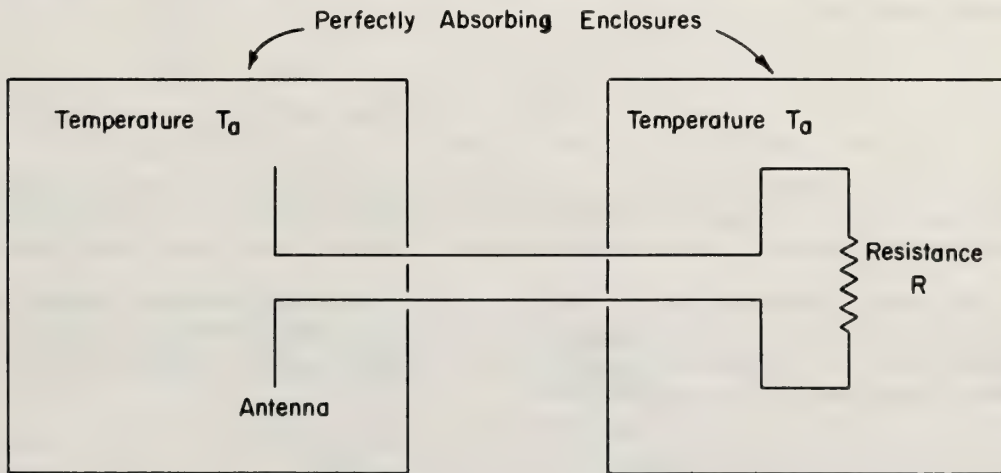 Perfectly Absorbing Enclosures
Temperature Ta
Temperature Ta
Resistance
R
Antenna